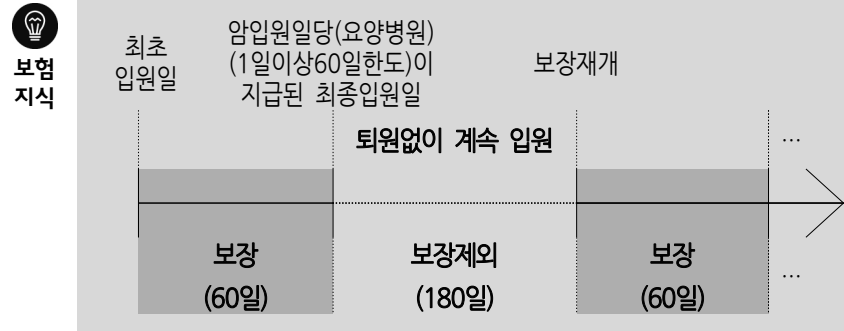 보험
지식
최초
입원일
암입원일당(요양병원)
(1일이상60일한도)이
지급된 최종입원일
보장재개
퇴원없이 계속 입원
…
보장
(60일)
보장제외
(180일)
보장
(60일)
…